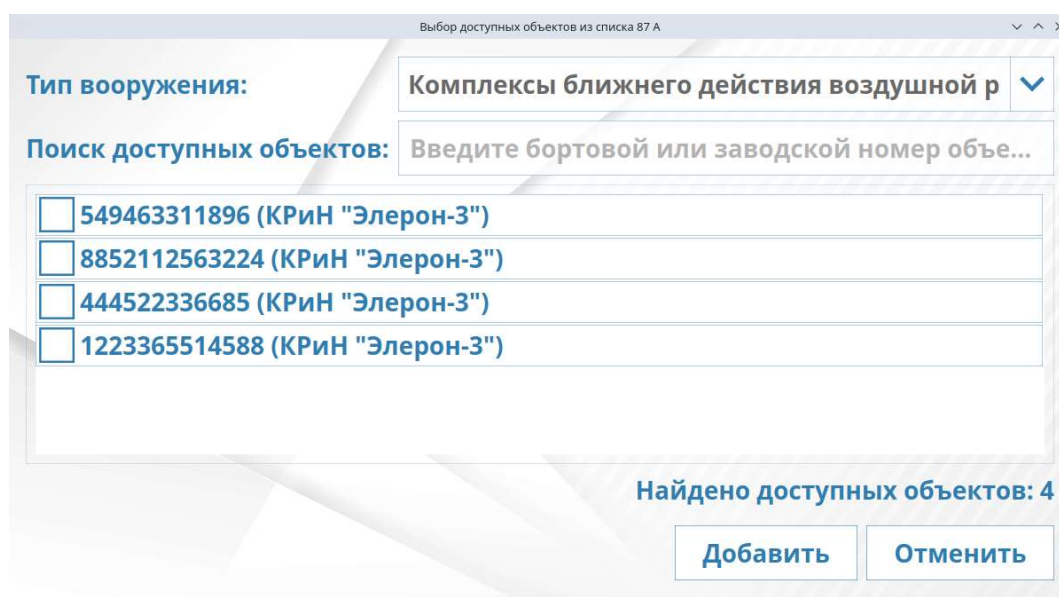 Выбор доступных объектов из списка 87 А
Тип вооружения: Комплексы ближнего действия воздушной р
Поиск доступных объектов: Введите бортовой или заводской номер объе...
549463311896 (КРиН "Элерон-3")
8852112563224 (КРиН "Элерон-3")
444522336685 (КРиН "Элерон-3")
1223365514588 (КРиН "Элерон-3")
Найдено доступных объектов: 4
Добавить Отменить